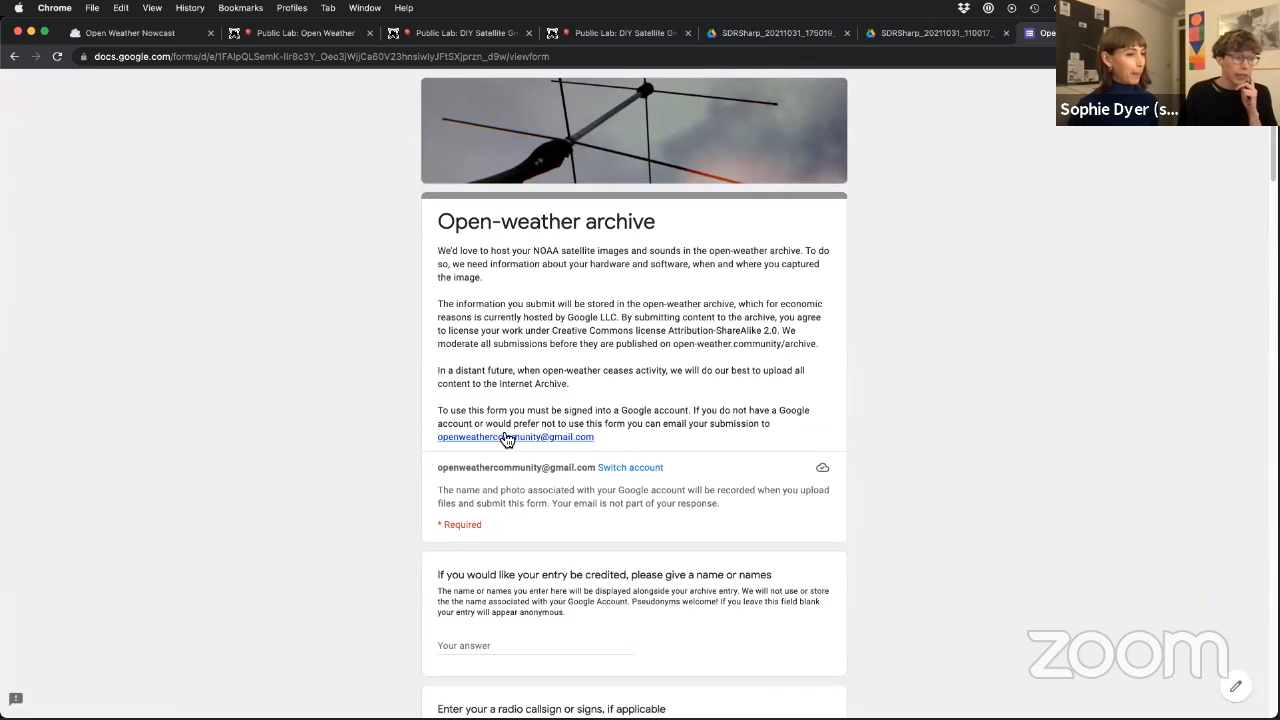 Chrome File Edit View History Bookmarks Profiles Tab Window Help
Open Weather Nowcast
Public Lab: Open Weather
Public Lab: DIY Satellite Gr
Public Lab: DIY Satellite Gr
SDRSharp_20211031_175019_
SDRSharp_20211031_110017_
Op
docs.google.com/forms/d/e/1FAIpQLSemK-IIr8c3Y_Oeo3jWjjCa60V23hnsiwIyJFtSXjprzn_d9w/viewform
Sophie Dyer (s...
Open-weather archive
We'd love to host your NOAA satellite images and sounds in the open-weather archive. To do
so, we need information about your hardware and software, when and where you captured
the image.
The information you submit will be stored in the open-weather archive, which for economic
reasons is currently hosted by Google LLC. By submitting content to the archive, you agree
to license your work under Creative Commons license Attribution-ShareAlike 2.0. We
moderate all submissions before they are published on open-weather.community/archive.
In a distant future, when open-weather ceases activity, we will do our best to upload all
content to the Internet Archive.
To use this form you must be signed into a Google account. If you do not have a Google
account or would prefer not to use this form you can email your submission to
openweathercommunity@gmail.com
openweathercommunity@gmail.com Switch account
The name and photo associated with your Google account will be recorded when you upload
files and submit this form. Your email is not part of your response.
* Required
If you would like your entry be credited, please give a name or names
The name or names you enter here will be displayed alongside your archive entry. We will not use or store
the the name associated with your Google Account. Pseudonyms welcome! If you leave this field blank
your entry will appear anonymous.
Your answer
zoom
Enter your a radio callsign or signs, if applicable